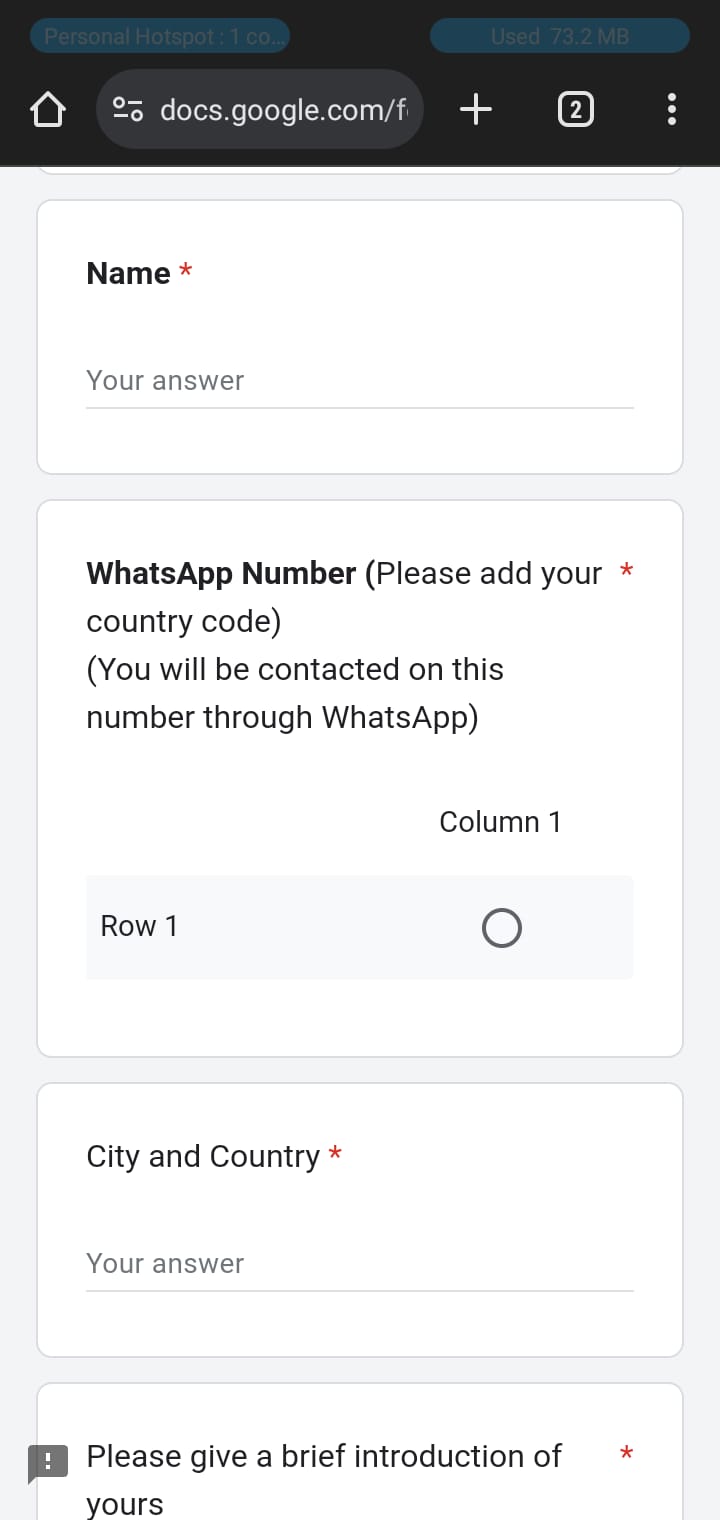 Personal Hotspot : 1 co...
Used 73.2 MB
docs.google.com/f
2
Name *
Your answer
WhatsApp Number (Please add your *
country code)
(You will be contacted on this
number through WhatsApp)
Column 1
Row 1
City and Country *
Your answer
Please give a brief introduction of *
yours